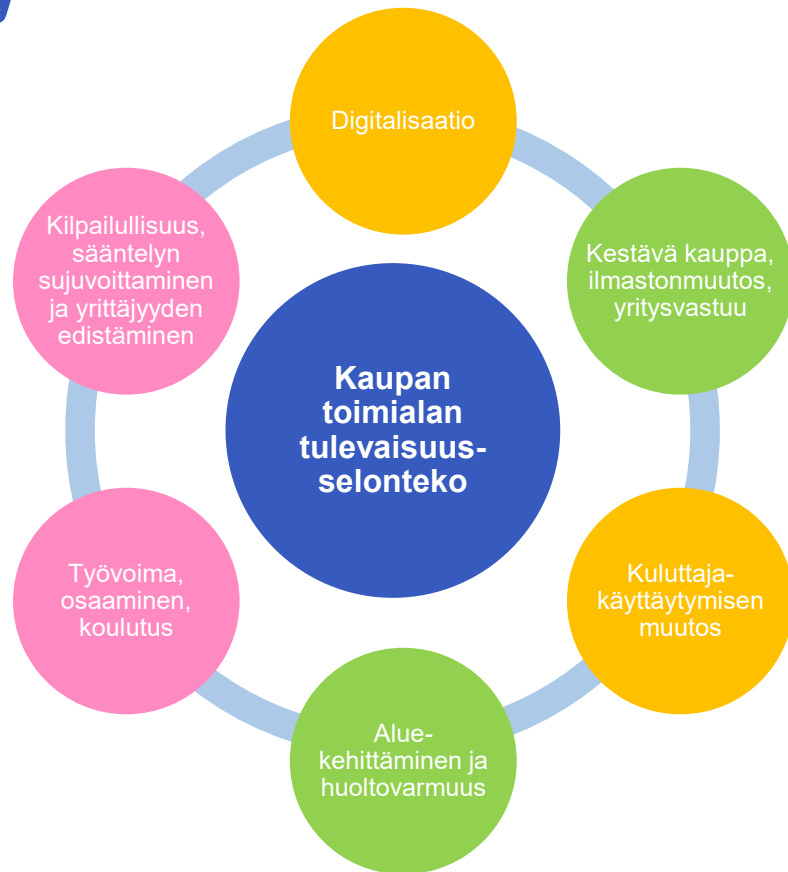 Digitalisaatio
Kestävä kauppa,
ilmastonmuutos,
yritysvastuu
Kuluttaja-
käyttäytymisen
muutos
Alue-
kehittäminen ja
huoltovarmuus
Työvoima,
osaaminen,
koulutus
Kilpailullisuus,
sääntelyn
sujuvoittaminen
ja yrittäjyyden
edistäminen
Kaupan
toimialan
tulevaisuus-
selonteko